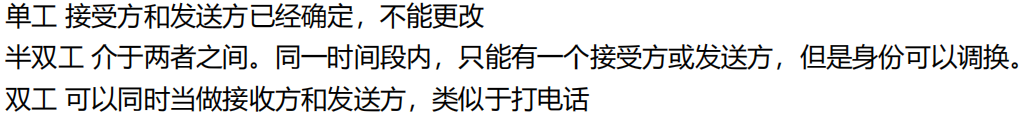 单工 接受方和发送方已经确定，不能更改
半双工 介于两者之间。同一时间段内，只能有一个接受方或发送方，但是身份可以调换。
双工 可以同时当做接收方和发送方，类似于打电话